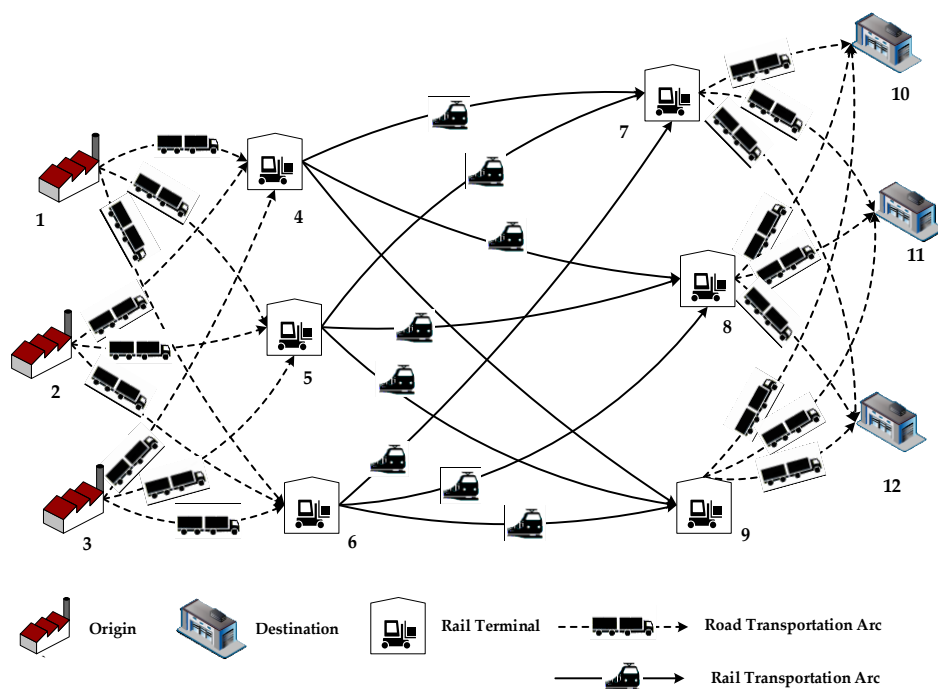 10
7
1
4
11
8
2
5
12
3
6
9
Origin
Destination
Rail Terminal
Road Transportation Arc
Rail Transportation Arc